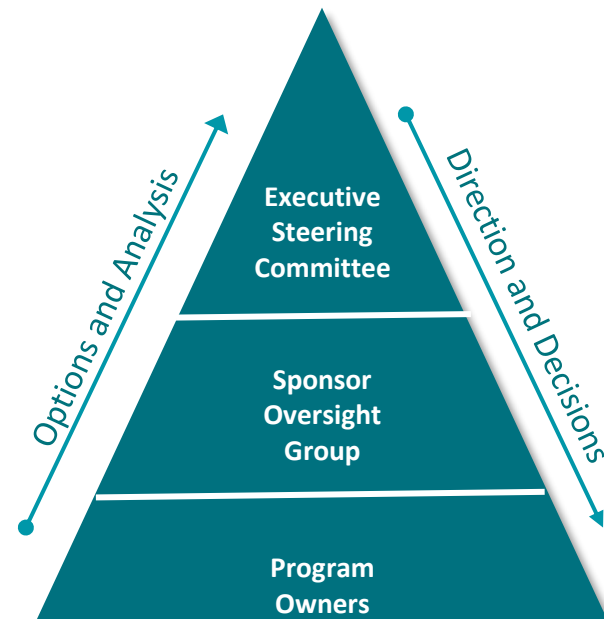 Options and Analysis
Direction and Decisions
Executive
Steering
Committee
Sponsor
Oversight
Group
Program
Owners